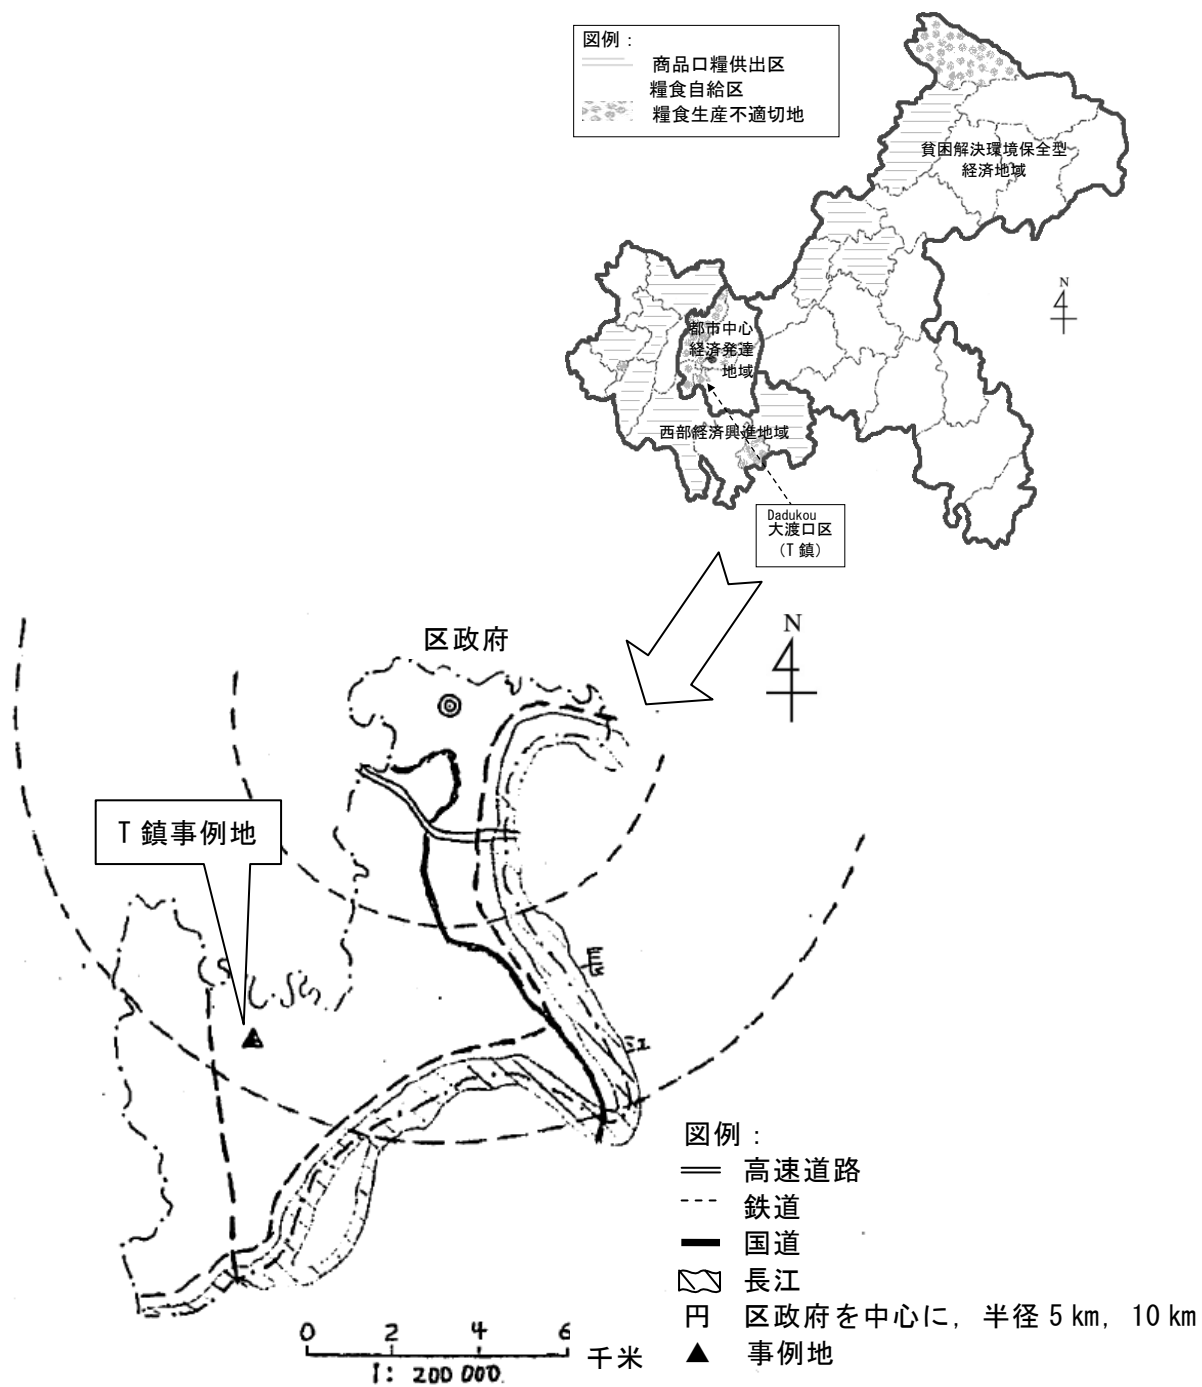 図例：
商品口糧供出区
糧食自給区
糧食生産不適切地
貧困解決環境保全型
経済地域
N
都市中心
経済発達
地域
西部経済興進地域
Dadukou
大渡口区
（T 鎮）
区政府
N
T 鎮事例地
長
江
図例：
高速道路
鉄道
国道
長江
円 区政府を中心に，半径 5 km，10 km
事例地
0 2 4 6 千米
1: 200 000.